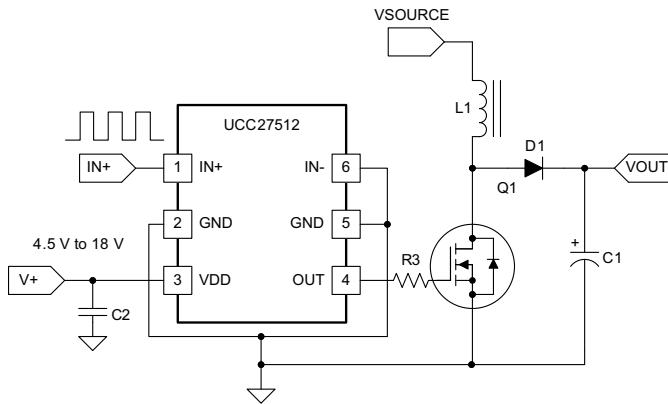 VSOURCE
L1
UCC27512
D1
IN+
1
IN+
IN-
6
Q1
VOUT
2
GND
GND
5
4.5 V to 18 V
R3
+
C1
V+
3
VDD
OUT
4
C2